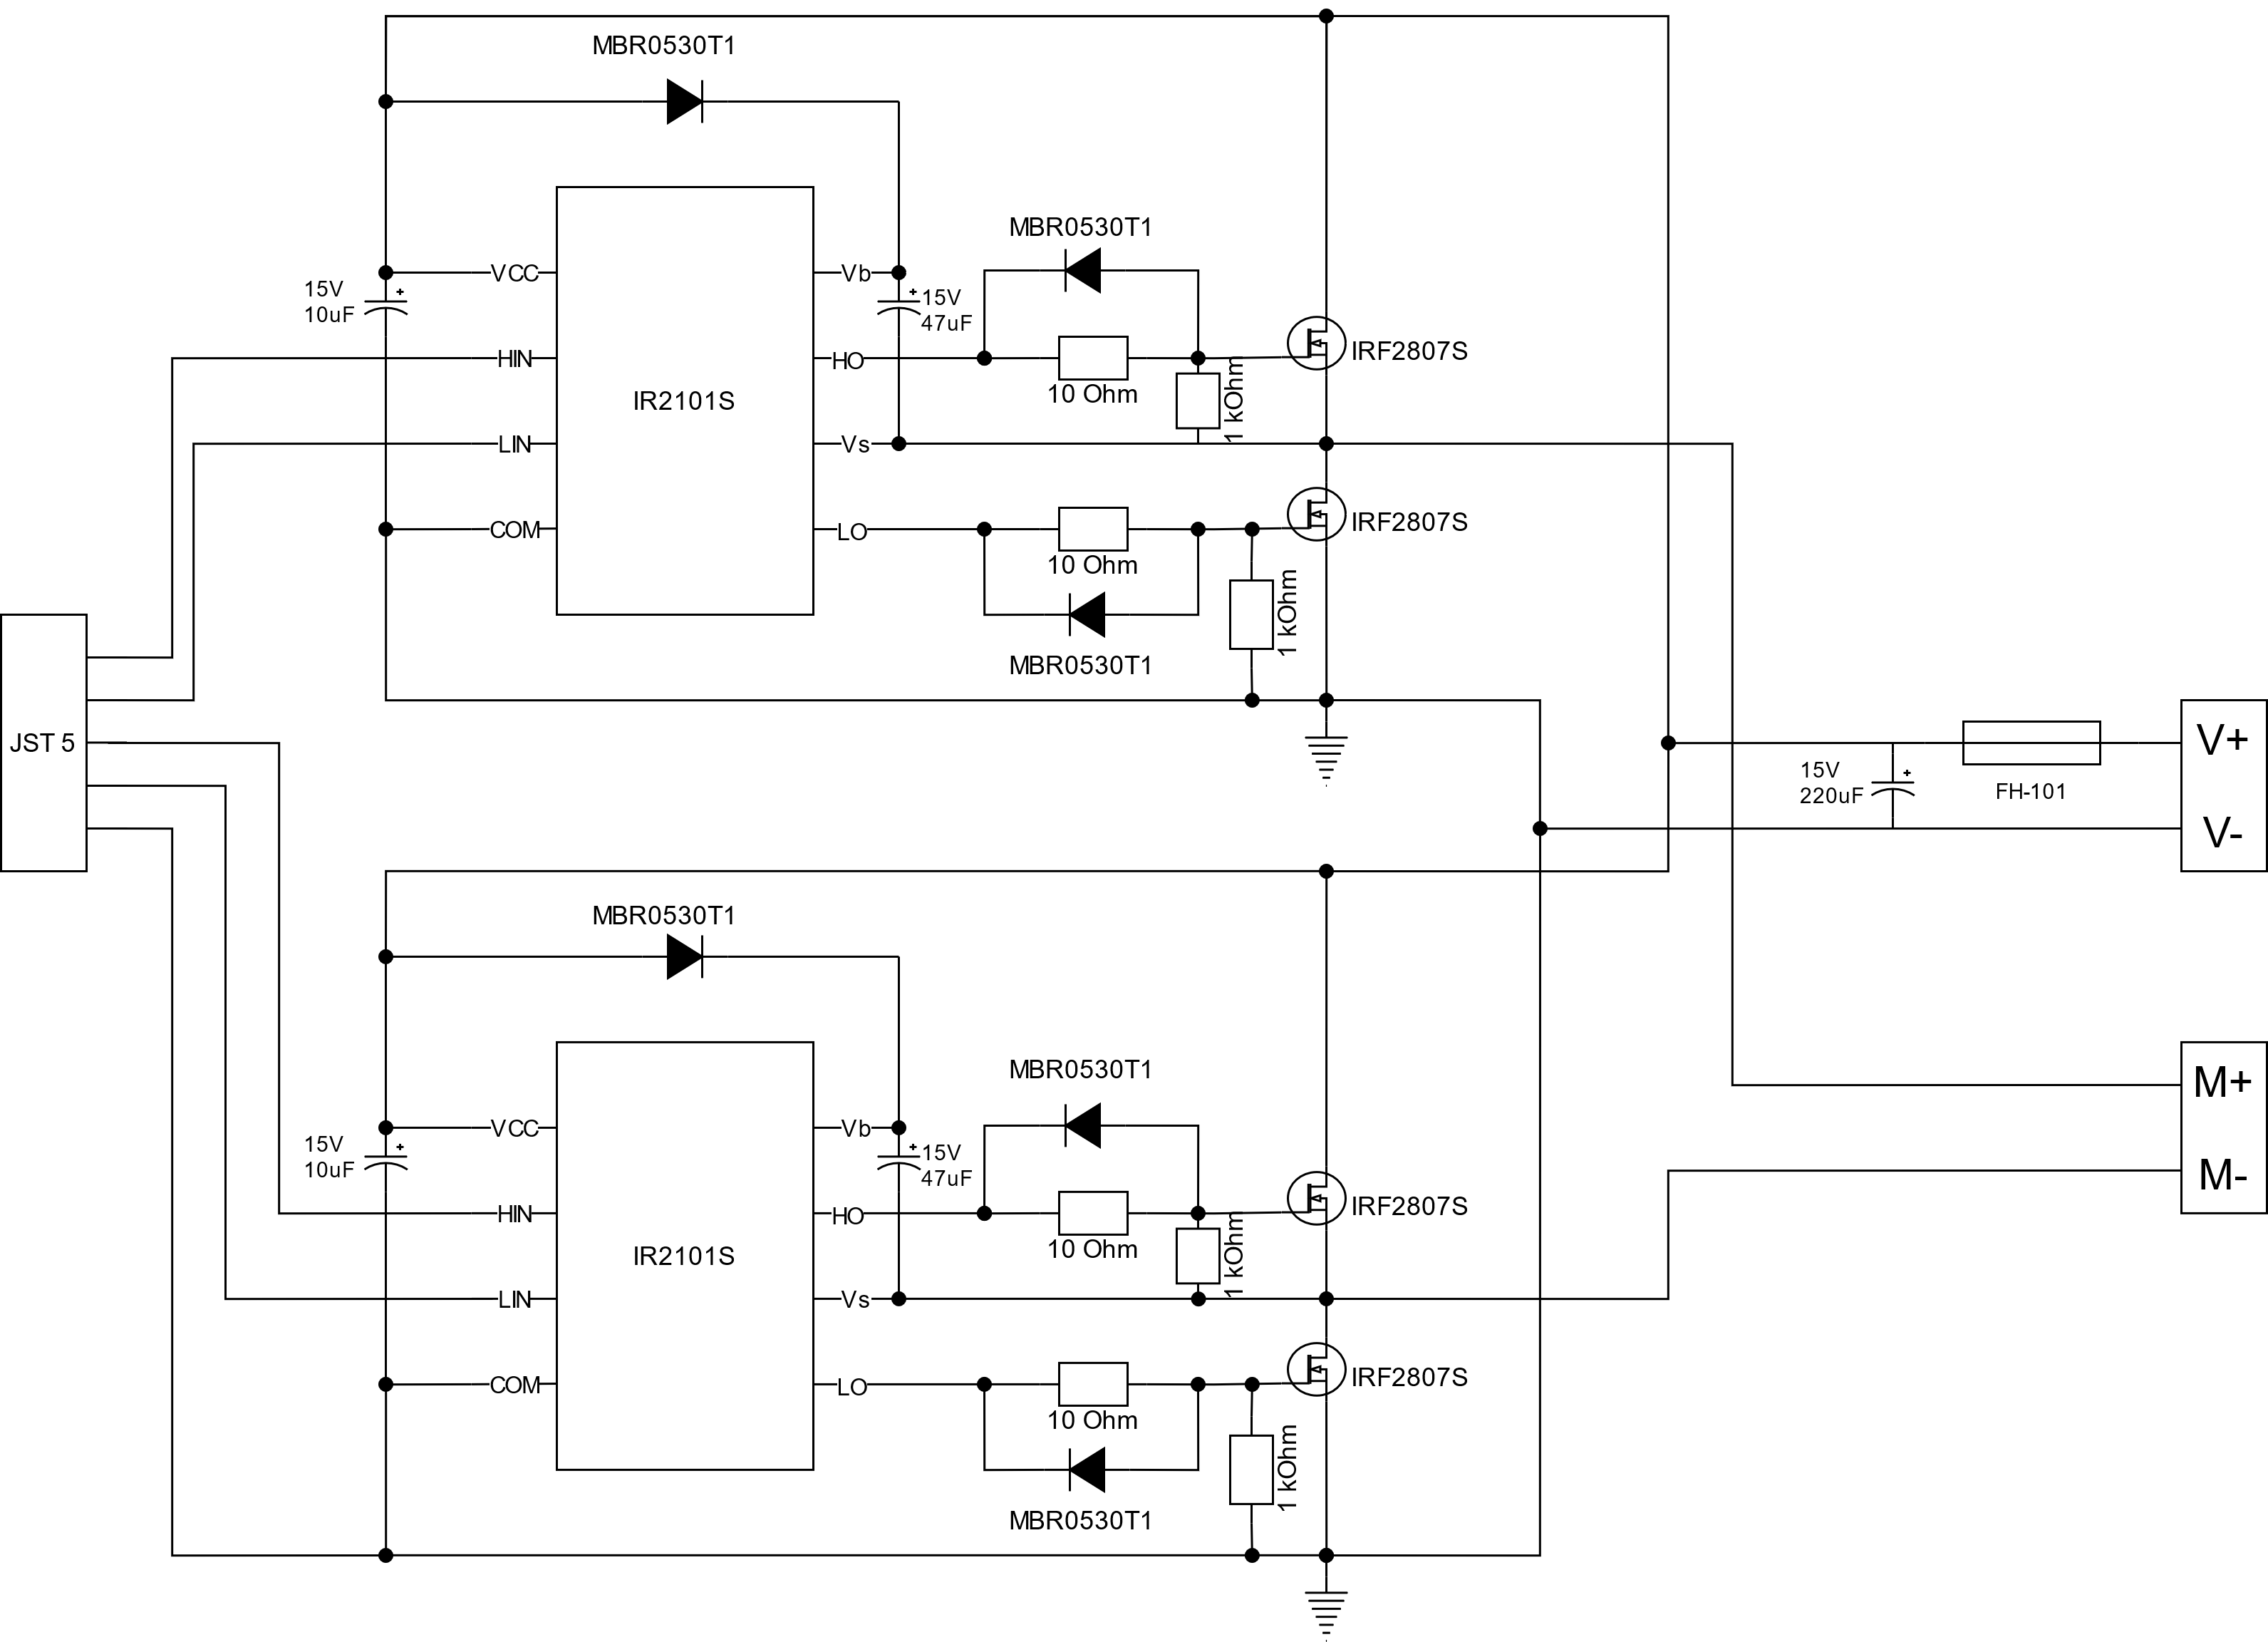 MBR0530T1
MBR0530T1
VCC
Vb
15V
10uF
15V
47uF
HIN
HO
IRF2807S
10 Ohm
1 kOhm
IR2101S
LIN
Vs
COM
LO
IRF2807S
10 Ohm
1 kOhm
MBR0530T1
JST 5
V+
15V
220uF
FH-101
V-
MBR0530T1
MBR0530T1
M+
VCC
Vb
15V
10uF
15V
47uF
M-
HIN
HO
IRF2807S
10 Ohm
1 kOhm
IR2101S
LIN
Vs
COM
LO
IRF2807S
10 Ohm
1 kOhm
MBR0530T1